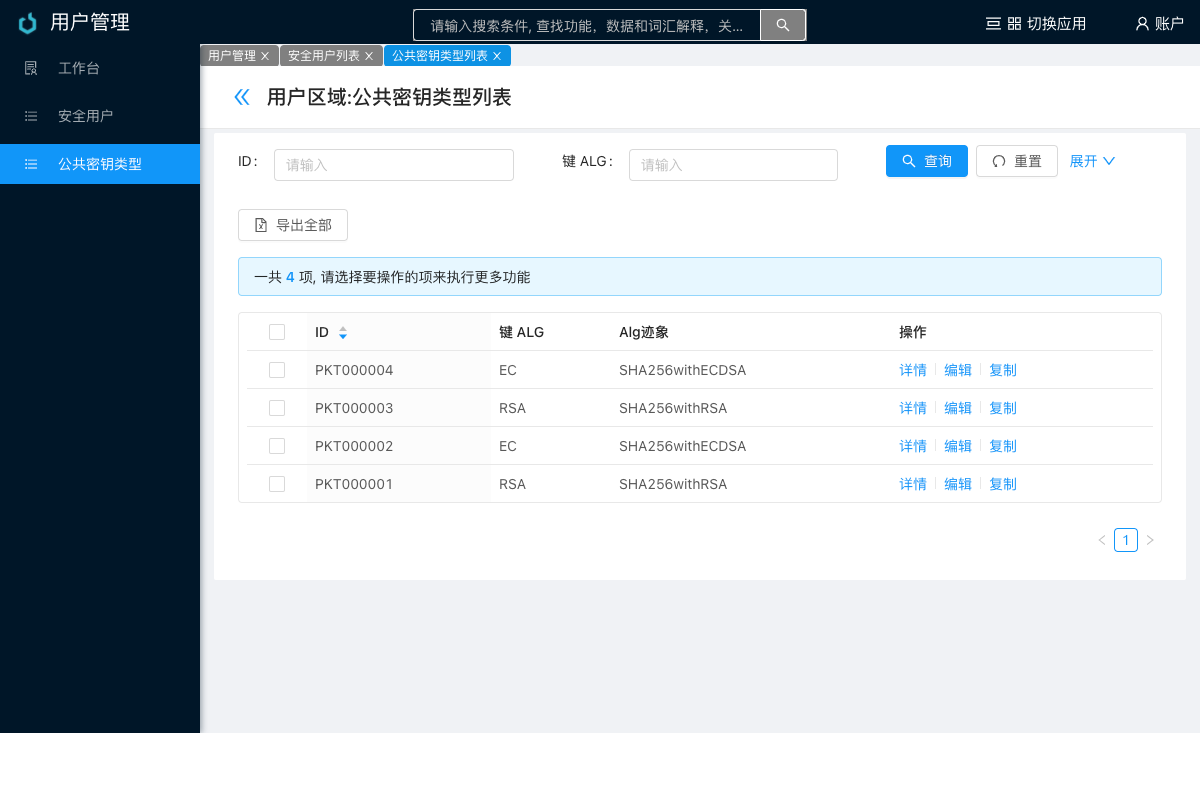 用户管理
请输入搜索条件, 查找功能，数据和词汇解释，关...
切换应用
账户
工作台
安全用户
公共密钥类型
用户管理 安全用户列表 公共密钥类型列表
用户区域:公共密钥类型列表
ID: 请输入 键 ALG: 请输入 查询 重置 展开
导出全部
一共 4 项, 请选择要操作的项来执行更多功能
ID 键 ALG Alg迹象 操作
PKT000004 EC SHA256withECDSA 详情 编辑 复制
PKT000003 RSA SHA256withRSA 详情 编辑 复制
PKT000002 EC SHA256withECDSA 详情 编辑 复制
PKT000001 RSA SHA256withRSA 详情 编辑 复制
1